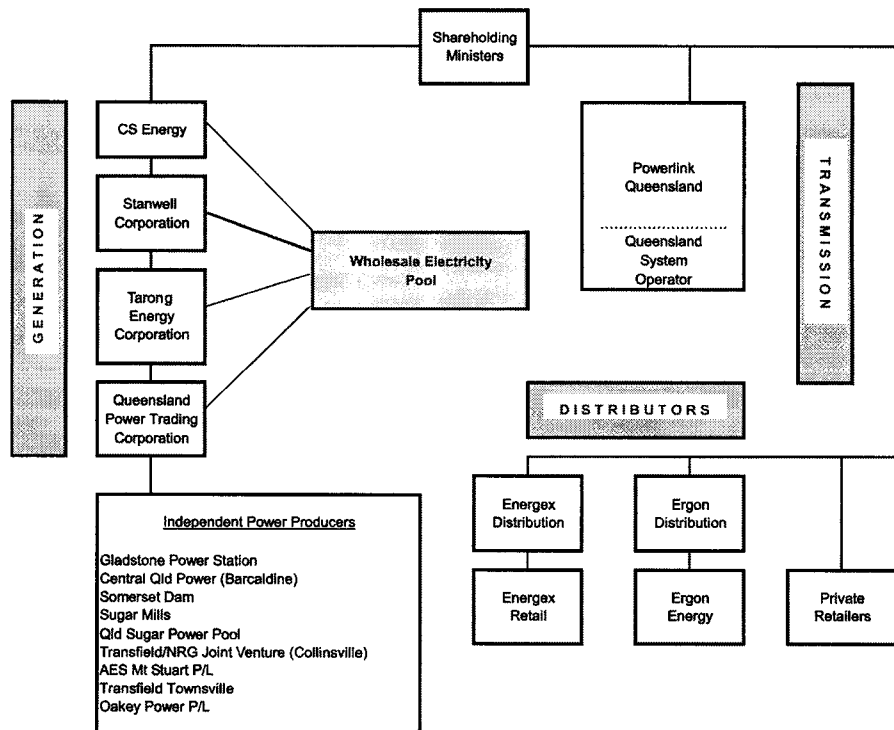 Shareholding
Ministers
GENERATION
CS Energy
Stanwell
Corporation
Tarong
Energy
Corporation
Queensland
Power Trading
Corporation
Wholesale Electricity
Pool
Powerlink
Queensland
Queensland
System
Operator
TRANSMISSION
DISTRIBUTORS
Independent Power Producers
Gladstone Power Station
Central Qld Power (Barcaldine)
Somerset Dam
Sugar Mills
Qld Sugar Power Pool
Transfield/NRG Joint Venture (Collinsville)
AES Mt Stuart P/L
Transfield Townsville
Oakey Power P/L
Energex
Distribution
Ergon
Distribution
Energex
Retail
Ergon
Energy
Private
Retailers